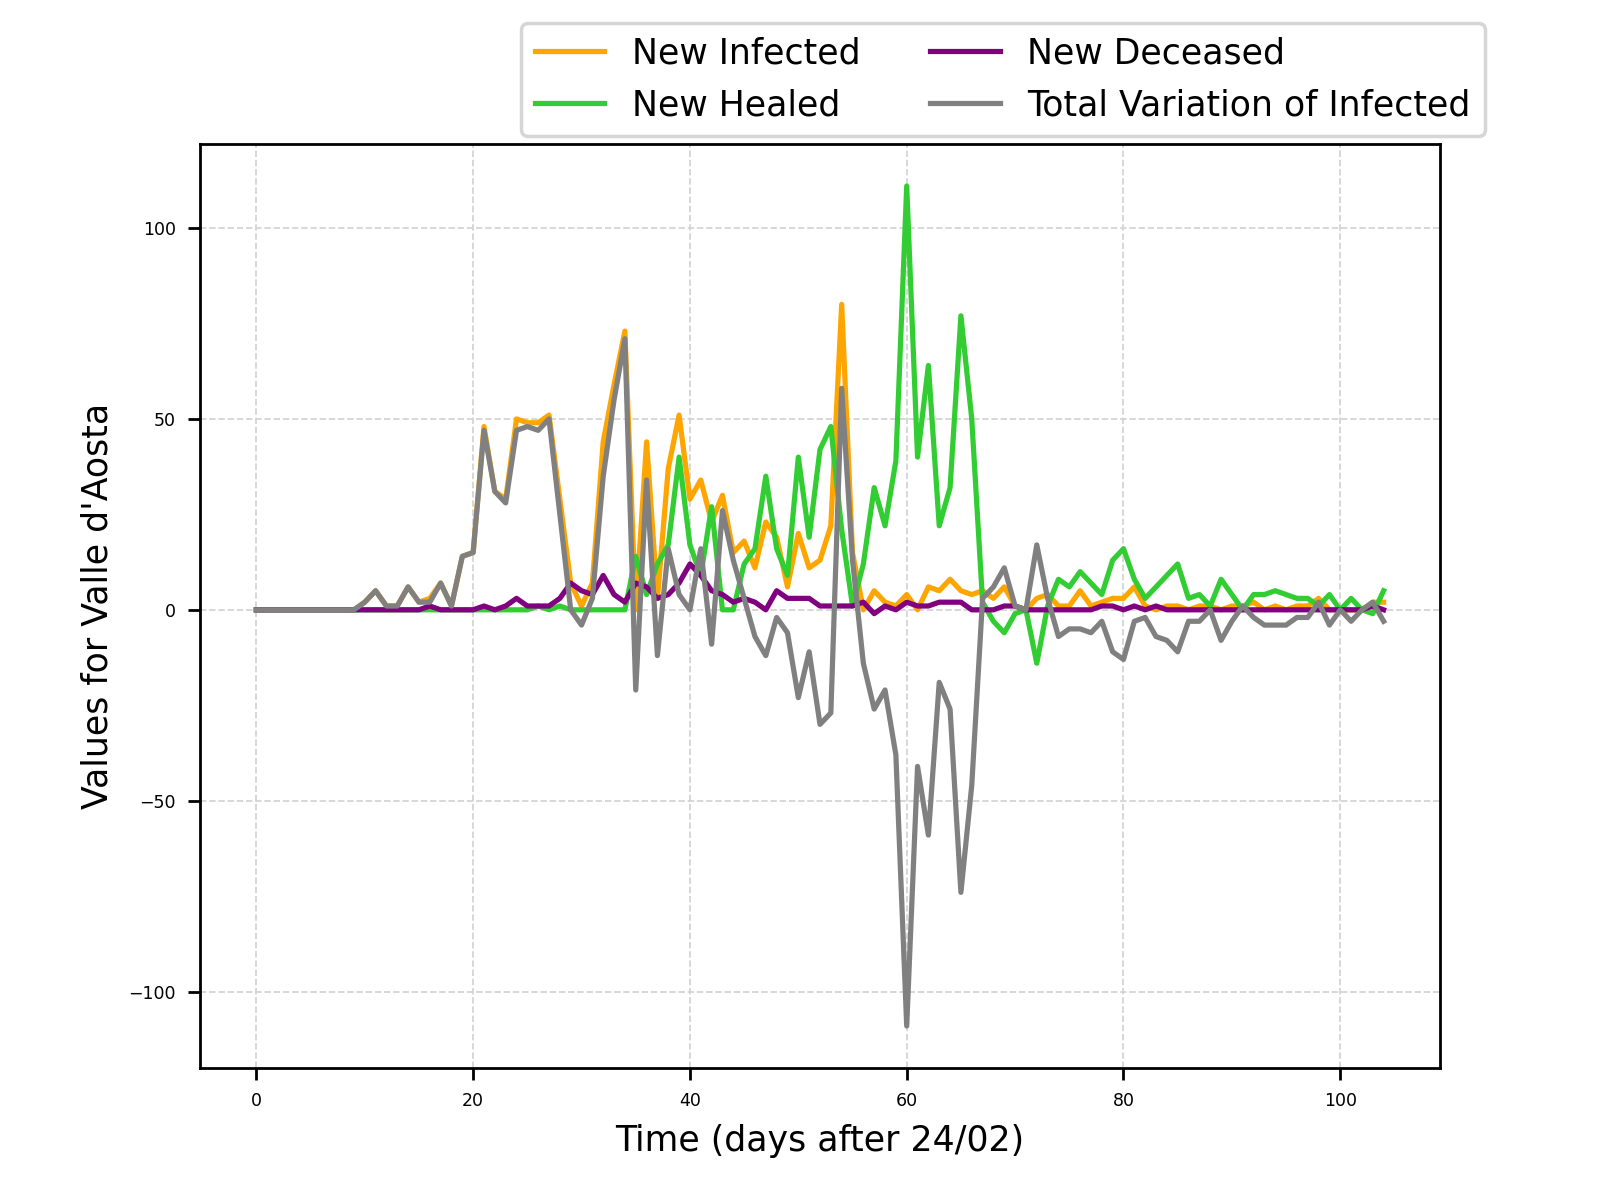 New Infected
New Healed
New Deceased
Total Variation of Infected
Values for Valle d'Aosta
100
50
0
−50
−100
0 20 40 60 80 100
Time (days after 24/02)